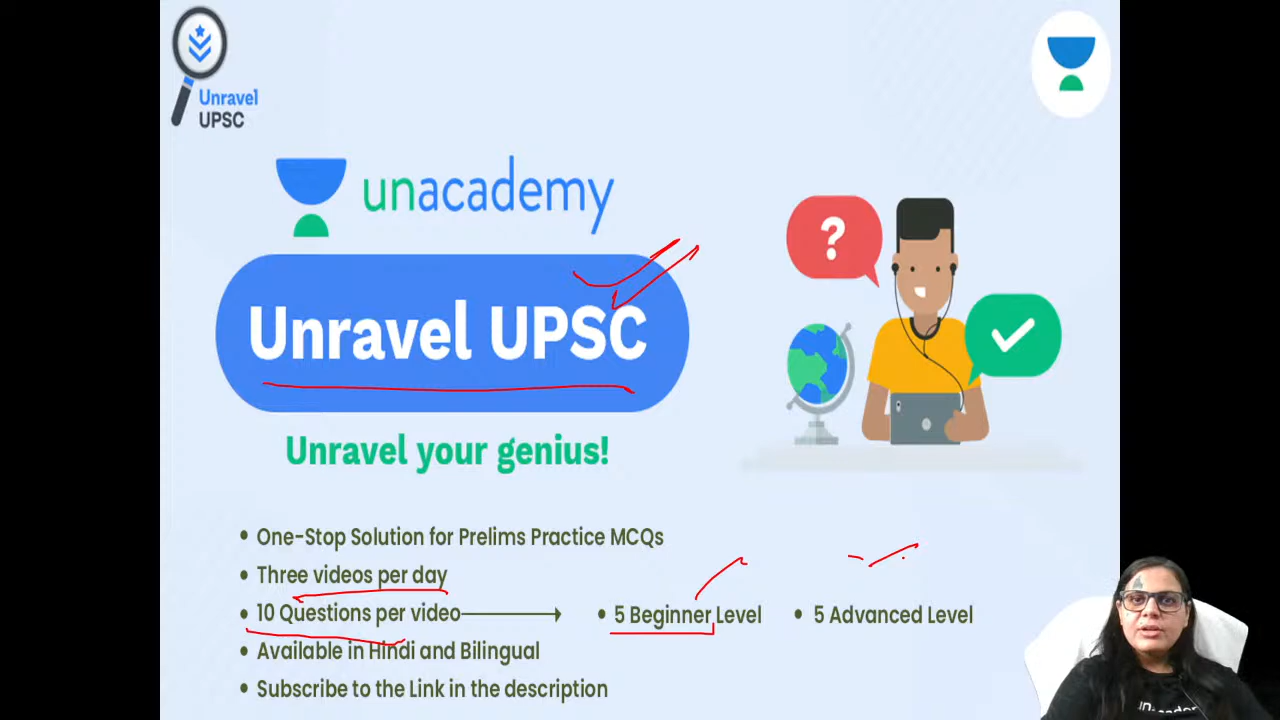 Unravel
UPSC
unacademy
Unravel UPSC
?
Unravel your genius!
• One-Stop Solution for Prelims Practice MCQs
• Three videos per day
• 10 Questions per video • 5 Beginner Level • 5 Advanced Level
• Available in Hindi and Bilingual
• Subscribe to the Link in the description
unacademy